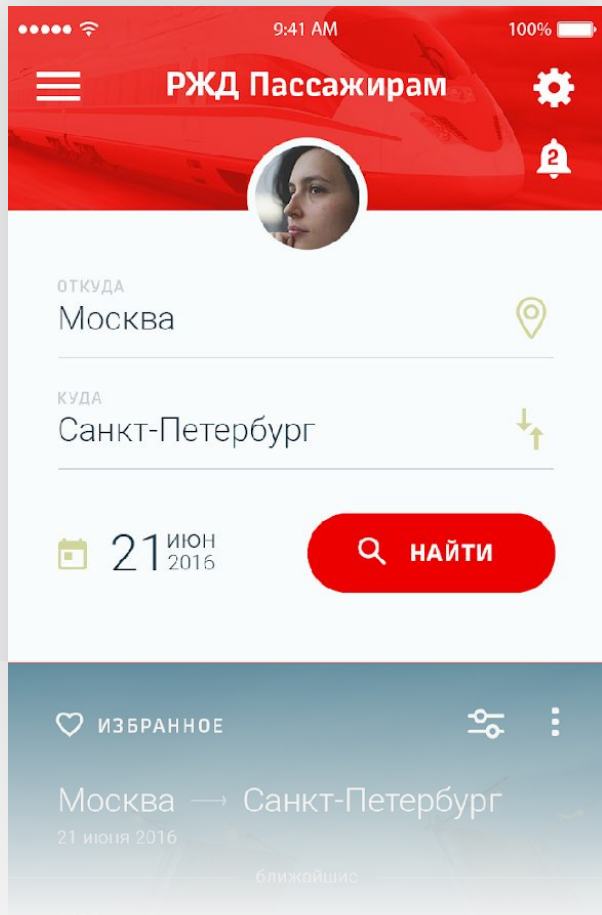 9:41 AM
100%
РЖД Пассажирам
2
ОТКУДА
Москва
КУДА
Санкт-Петербург
21 ИЮН 2016
НАЙТИ
ИЗБРАННОЕ
Москва → Санкт-Петербург
21 июня 2016
ближойшис